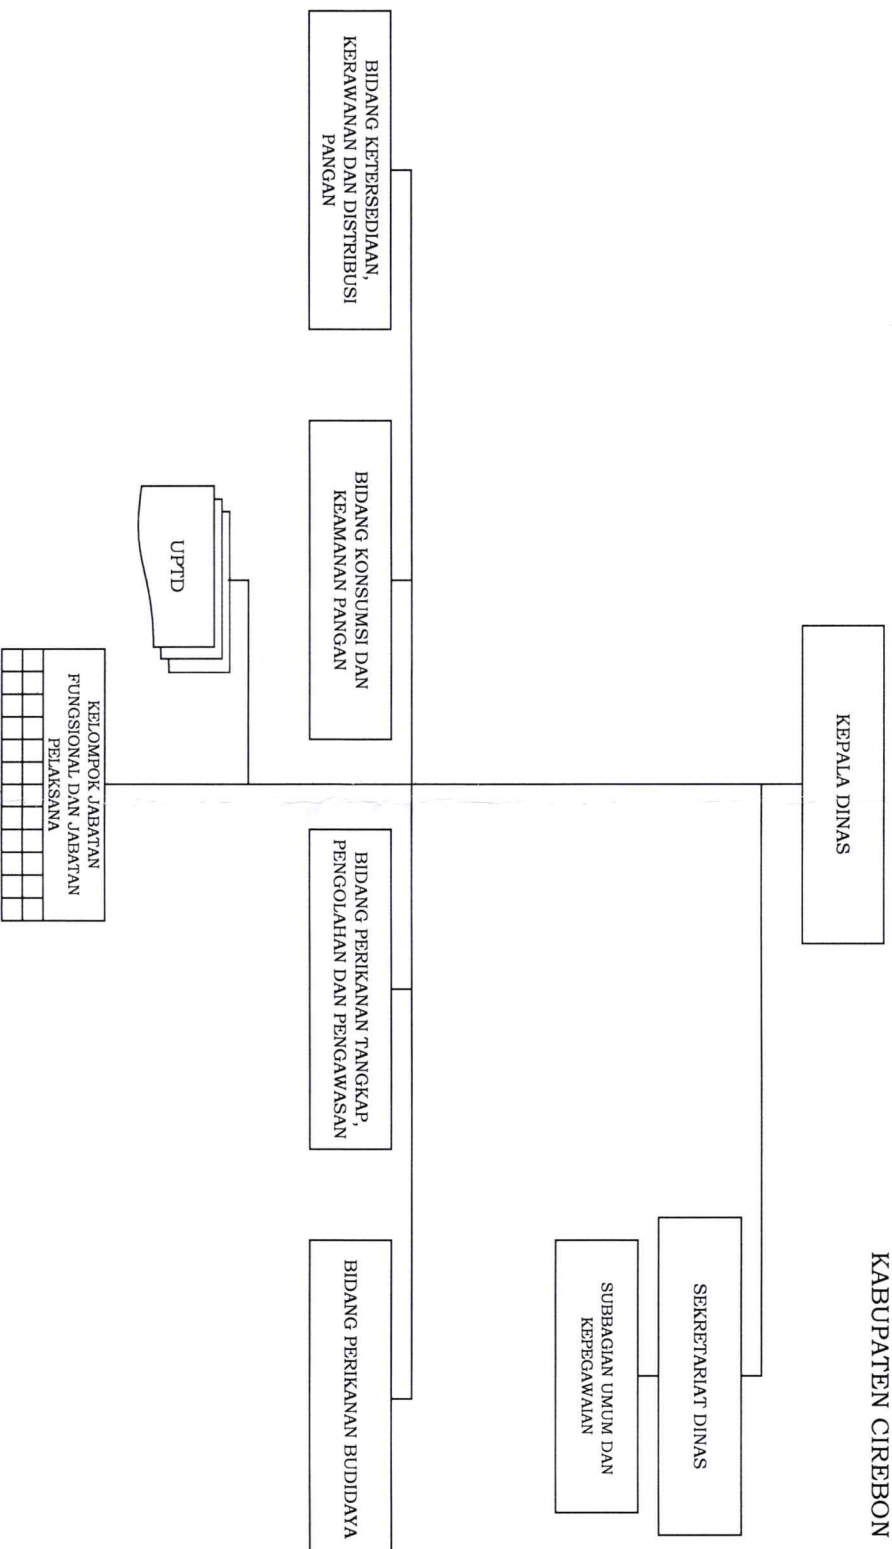 KABUPATEN CIREBON
KEPALA DINAS
SEKRETARIAT DINAS
SUBBAGIAN UMUM DAN
KEPEGAWAIAN
BIDANG KETERSEDIAAN,
KERAWANAN DAN DISTRIBUSI
PANGAN
BIDANG KONSUMSI DAN
KEAMANAN PANGAN
BIDANG PERIKANAN TANGKAP,
PENGOLAHAN DAN PENGAWASAN
BIDANG PERIKANAN BUDIDAYA
UPTD
KELOMPOK JABATAN
FUNGSIONAL DAN JABATAN
PELAKSANA